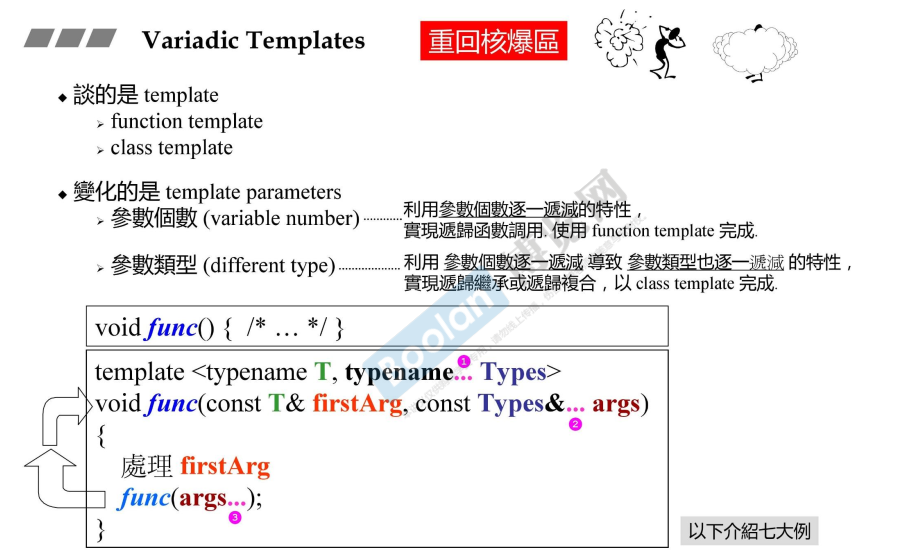 Variadic Templates
重回核爆區
談的是 template
function template
class template
變化的是 template parameters
參數個數 (variable number)
利用參數個數逐一遞減的特性，
實現遞歸函數調用. 使用 function template 完成.
參數類型 (different type)
利用 參數個數逐一遞減 導致 參數類型也逐一遞減 的特性，
實現遞歸繼承或遞歸複合，以 class template 完成.
void func() { /* … */ }
template <typename T, typename... Types>
1
void func(const T& firstArg, const Types&... args)
2
{
處理 firstArg
func(args...);
3
}
以下介紹七大例
Boolan
博览网